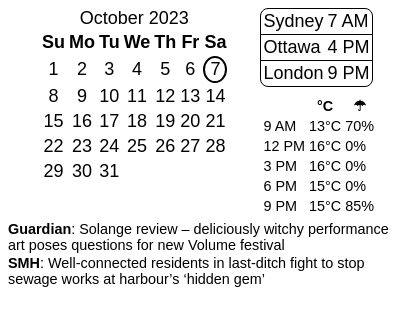 October 2023
Su Mo Tu We Th Fr Sa
1 2 3 4 5 6 7
8 9 10 11 12 13 14
15 16 17 18 19 20 21
22 23 24 25 26 27 28
29 30 31
Sydney 7 AM
Ottawa 4 PM
London 9 PM
°C ☂
9 AM 13°C 70%
12 PM 16°C 0%
3 PM 16°C 0%
6 PM 15°C 0%
9 PM 15°C 85%
Guardian: Solange review – deliciously witchy performance
art poses questions for new Volume festival
SMH: Well-connected residents in last-ditch fight to stop
sewage works at harbour’s ‘hidden gem’